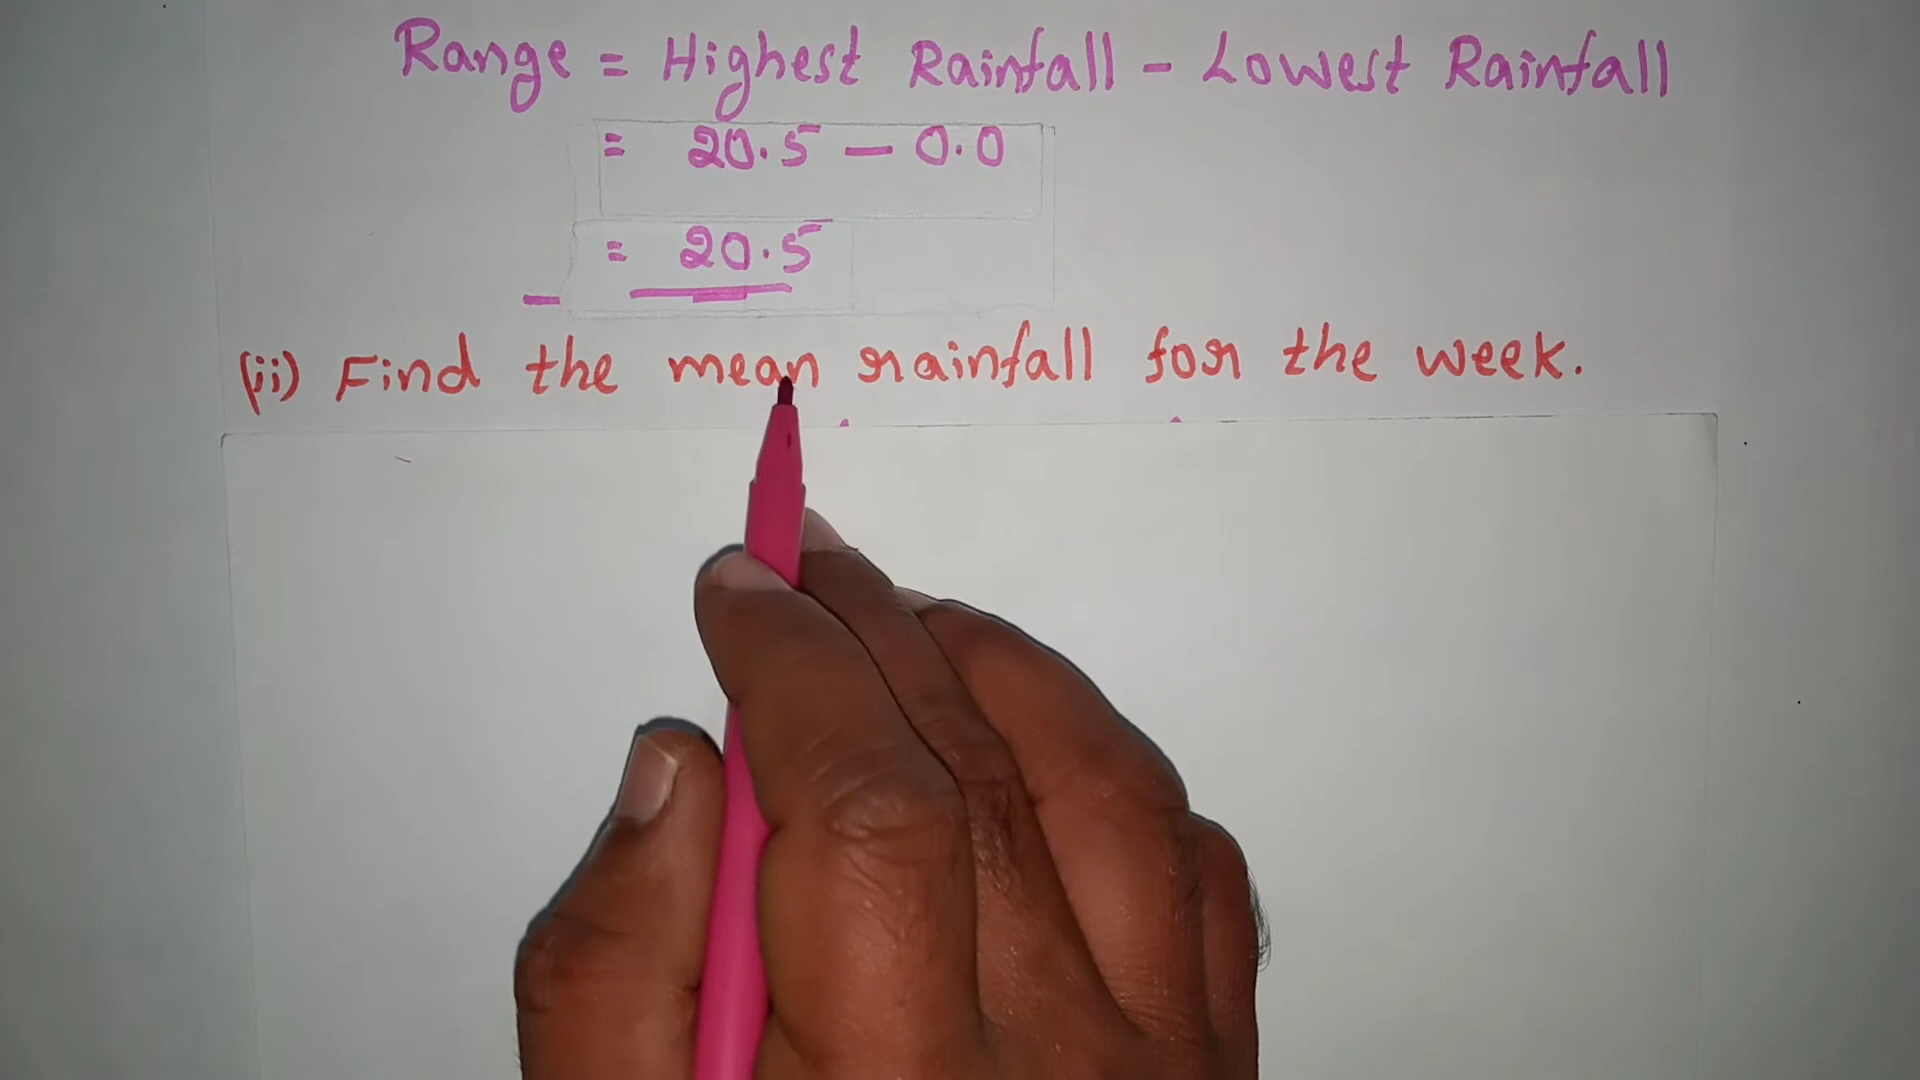 Range = Highest Rainfall - Lowest Rainfall
= 20.5 - 0.0
= 20.5
(ii) Find the mean rainfall for the week.